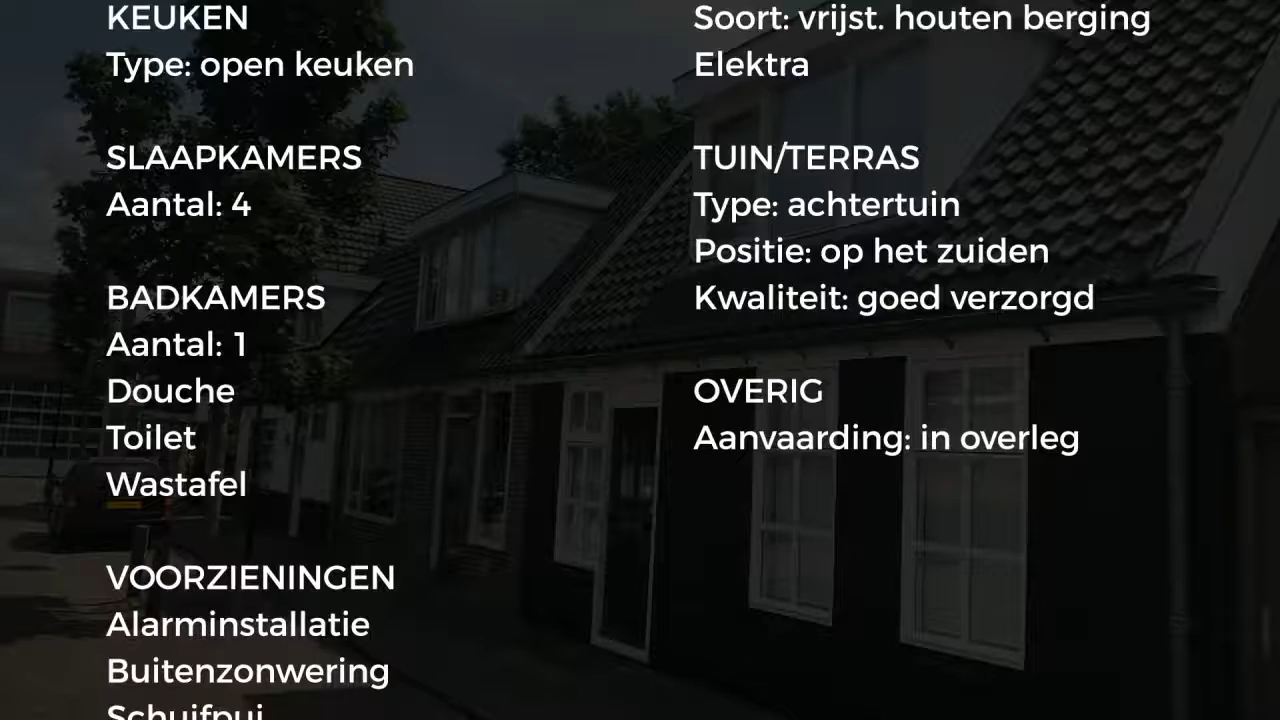 KEUKEN
Type: open keuken
SLAAPKAMERS
Aantal: 4
BADKAMERS
Aantal: 1
Douche
Toilet
Wastafel
VOORZIENINGEN
Alarminstallatie
Buitenzonwering
Schuifpui
Soort: vrijst. houten berging
Elektra
TUIN/TERRAS
Type: achtertuin
Positie: op het zuiden
Kwaliteit: goed verzorgd
OVERIG
Aanvaarding: in overleg